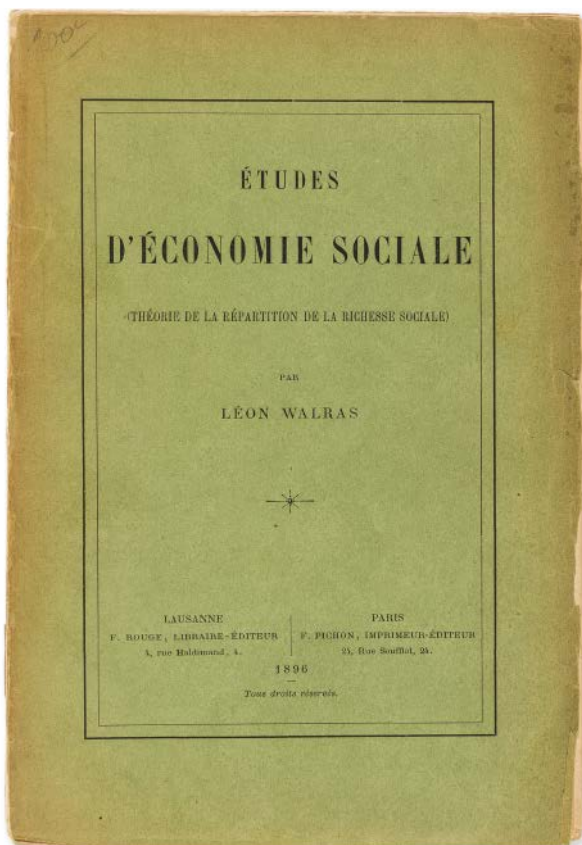 ÉTUDES
D'ÉCONOMIE SOCIALE
(THÉORIE DE LA RÉPARTITION DE LA RICHESSE SOCIALE)
PAR
LÉON WALRAS
LAUSANNE
F. ROUGE, LIBRAIRE-ÉDITEUR
4, rue Haldimand, 4.
PARIS
F. PICHON, IMPRIMEUR-ÉDITEUR
24, Rue Soufflot, 24.
1896
Tous droits réservés.